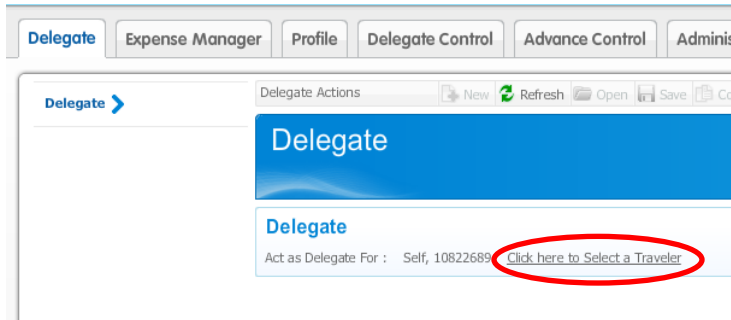 Delegate Expense Manager Profile Delegate Control Advance Control
Delegate
Delegate Actions New Refresh Open Save
Delegate
Delegate
Act as Delegate For : Self, 10822689 Click here to Select a Traveler